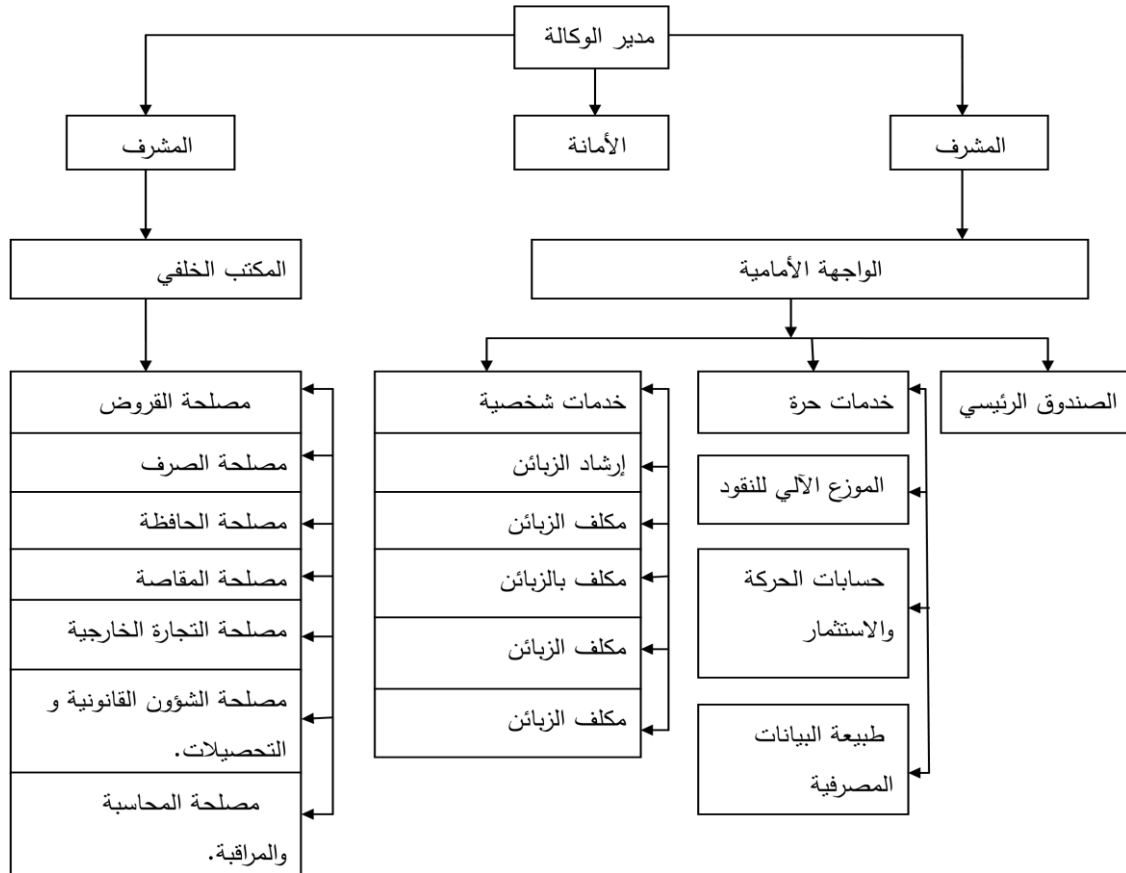 مدير الوكالة
المشرف
الأمانة
المشرف
الواجهة الأمامية
المكتب الخلفي
الصندوق الرئيسي
خدمات حرة
الموزع الآلي للنقود
حسابات الحركة
والاستثمار
طبيعة البيانات
المصرفية
خدمات شخصية
إرشاد الزبائن
مكلف الزبائن
مكلف بالزبائن
مكلف الزبائن
مكلف الزبائن
مصلحة القروض
مصلحة الصرف
مصلحة الحافظة
مصلحة المقاصة
مصلحة التجارة الخارجية
مصلحة الشؤون القانونية و
التحصيلات.
مصلحة المحاسبة
والمراقبة.